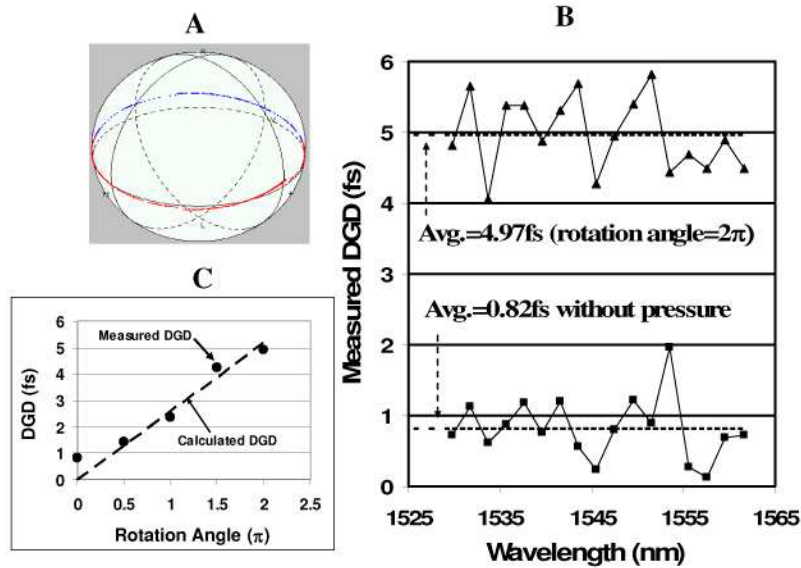 A
C
Measured DGD
Calculated DGD
DGD (fs)
6
5
4
3
2
1
0
0 0.5 1 1.5 2 2.5
Rotation Angle (π)
B
Measured DGD (fs)
6
5
4
3
2
1
0
Avg.=4.97fs (rotation angle=2π)
Avg.=0.82fs without pressure
1525 1535 1545 1555 1565
Wavelength (nm)